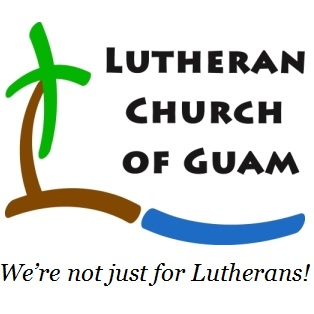 LUTHERAN
CHURCH
OF GUAM
We're not just for Lutherans!